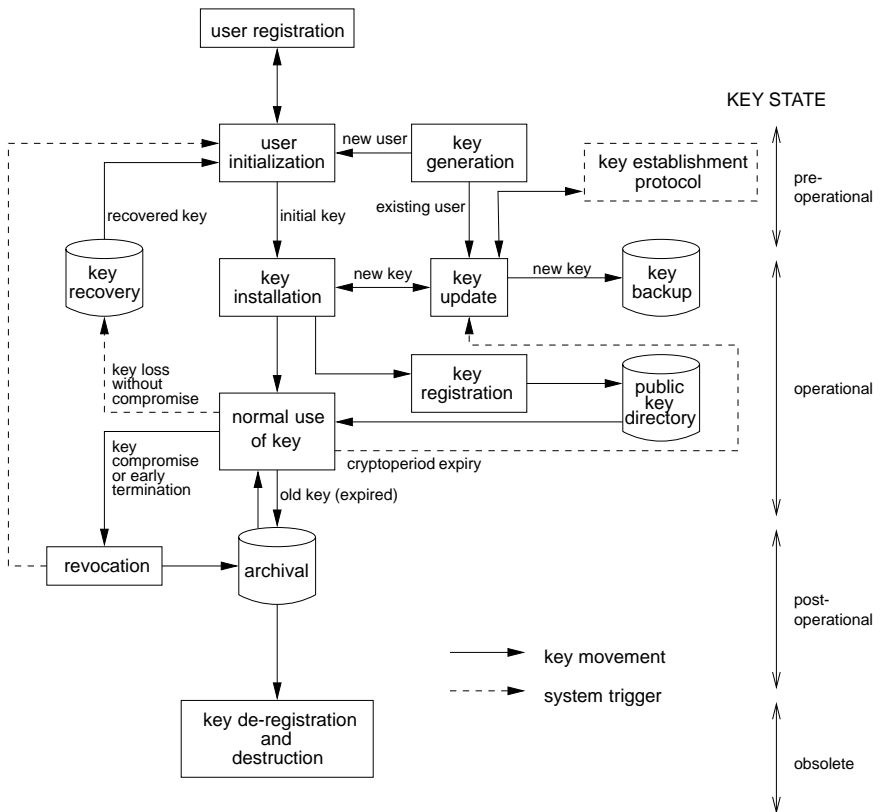 user registration
KEY STATE
user
initialization
new user
key
generation
key establishment
protocol
pre-
operational
recovered key
initial key
existing user
key
recovery
key
installation
new key
key
update
new key
key
backup
key loss
without
compromise
key
registration
public
key
directory
operational
normal use
of key
key
compromise
or early
termination
cryptoperiod expiry
old key (expired)
revocation
archival
post-
operational
key movement
system trigger
key de-registration
and
destruction
obsolete